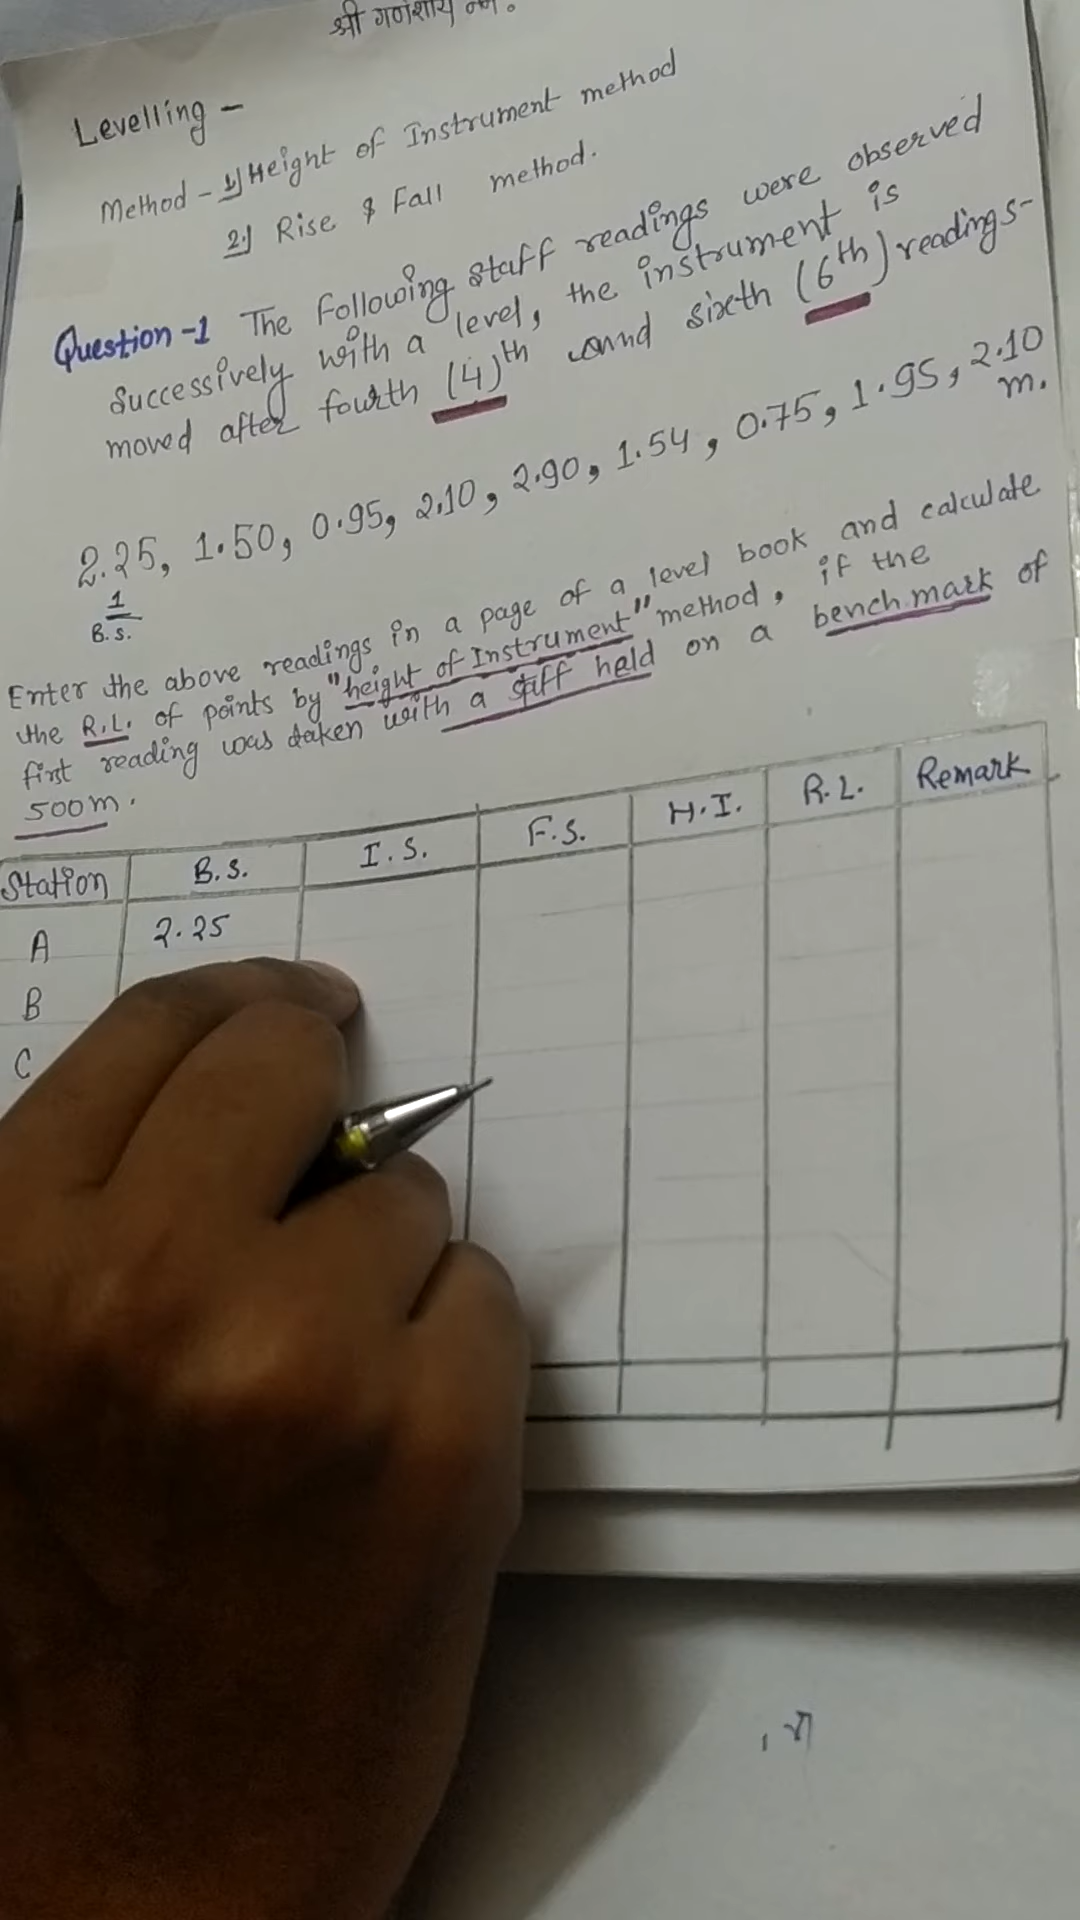 श्री गणेशाय नमः
Levelling -
Method - 1) Height of Instrument method
2) Rise & Fall method.
Question-1 The following staff readings were observed
successively with a level, the instrument is
moved after fourth (4)th and sixth (6th) readings-
2.25, 1.50, 0.95, 2.10, 2.90, 1.54, 0.75, 1.95, 2.10 m.
1
B.S.
Enter the above readings in a page of a level book and calculate
the R.L. of points by "height of Instrument" method, if the
first reading was taken with a staff held on a bench mark of
500m.
Station B.S. I.S. F.S. H.I. R.L. Remark
A 2.25
B
C